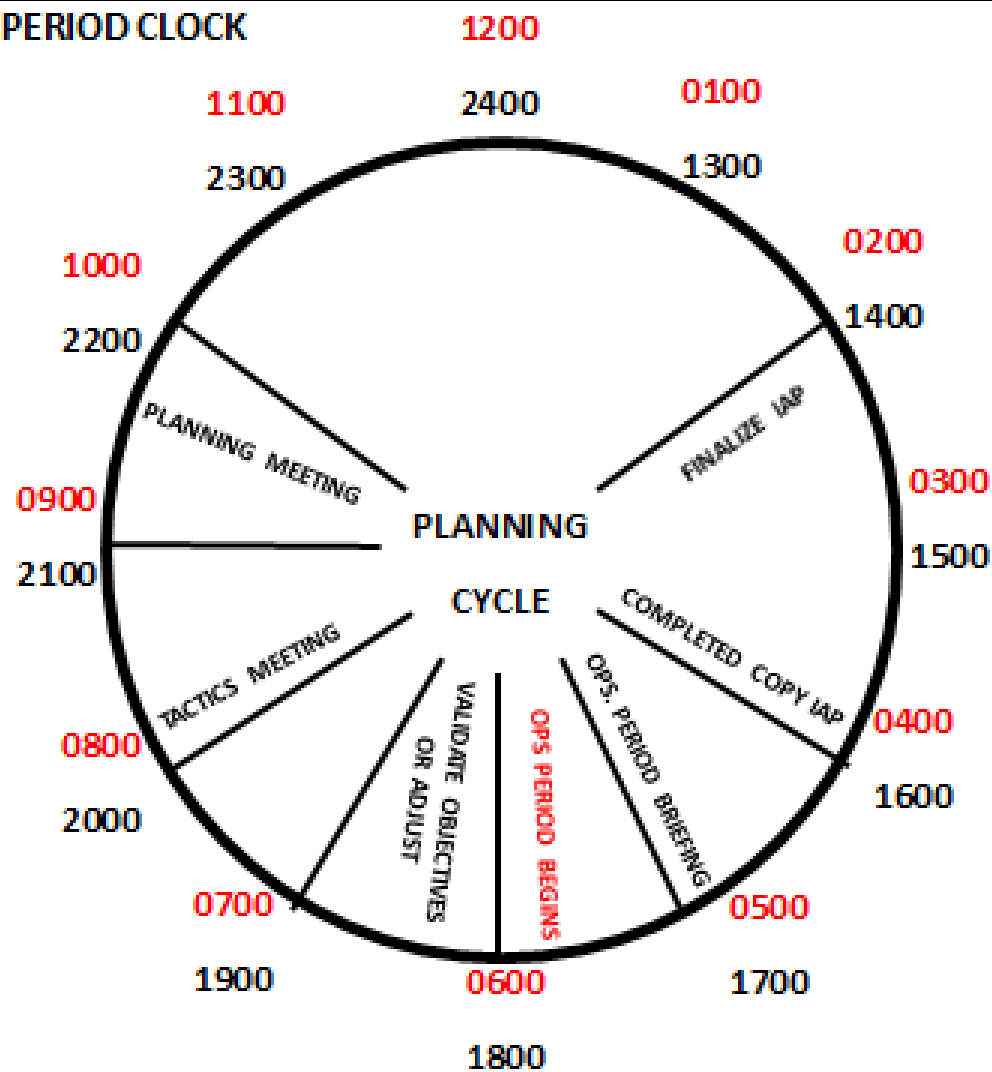 PERIOD CLOCK
1200
2400
0100
1300
0200
1400
0300
1500
0400
1600
0500
1700
0600
1800
0700
1900
0800
2000
0900
2100
1000
2200
1100
2300
PLANNING
CYCLE
FINALIZE IAP
COMPLETED COPY IAP
OPS. PERIOD BRIEFING
OPS PERIOD BEGINS
VALIDATE OBJECTIVES
OR ADJUST
TACTICS MEETING
PLANNING MEETING